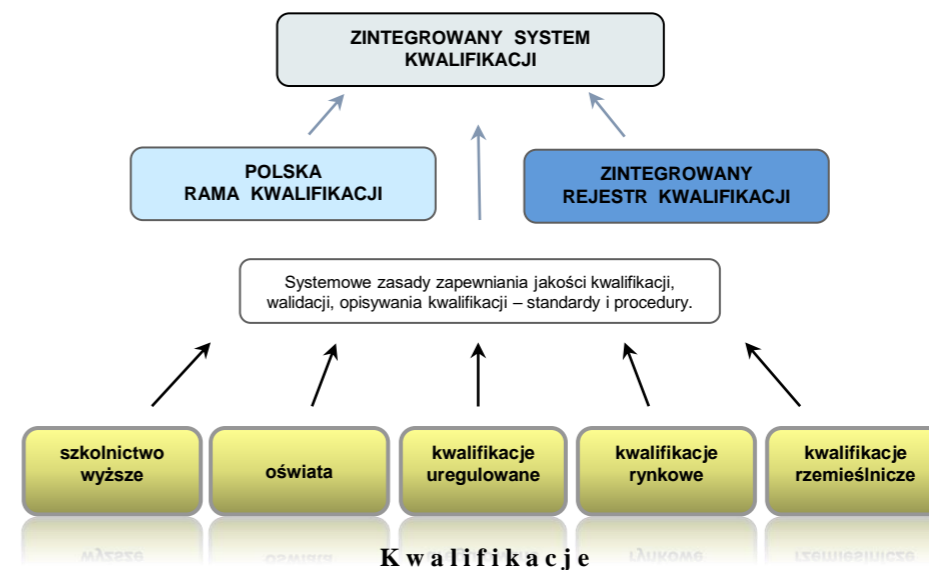 ZINTEGROWANY SYSTEM
KWALIFIKACJI
POLSKA
RAMA KWALIFIKACJI
ZINTEGROWANY
REJESTR KWALIFIKACJI
Systemowe zasady zapewniania jakości kwalifikacji,
walidacji, opisywania kwalifikacji – standardy i procedury.
szkolnictwo
wyższe
oświata
kwalifikacje
uregulowane
kwalifikacje
rynkowe
kwalifikacje
rzemieślnicze
Kwalifikacje